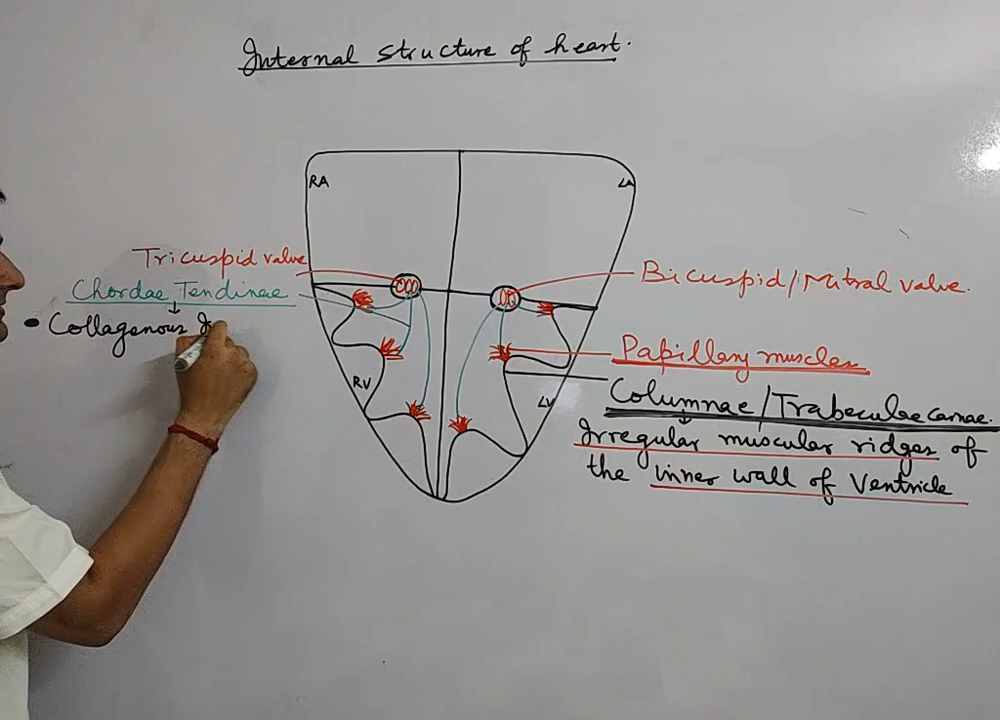 Internal structure of heart.
RA
LA
Tricuspid valve
Chordae Tendineae
• Collagenous
Bicuspid/Mitral valve.
Papillary muscles
RV
LV
Columnae/Trabeculae carnae.
Irregular muscular ridges of
the inner wall of Ventricle